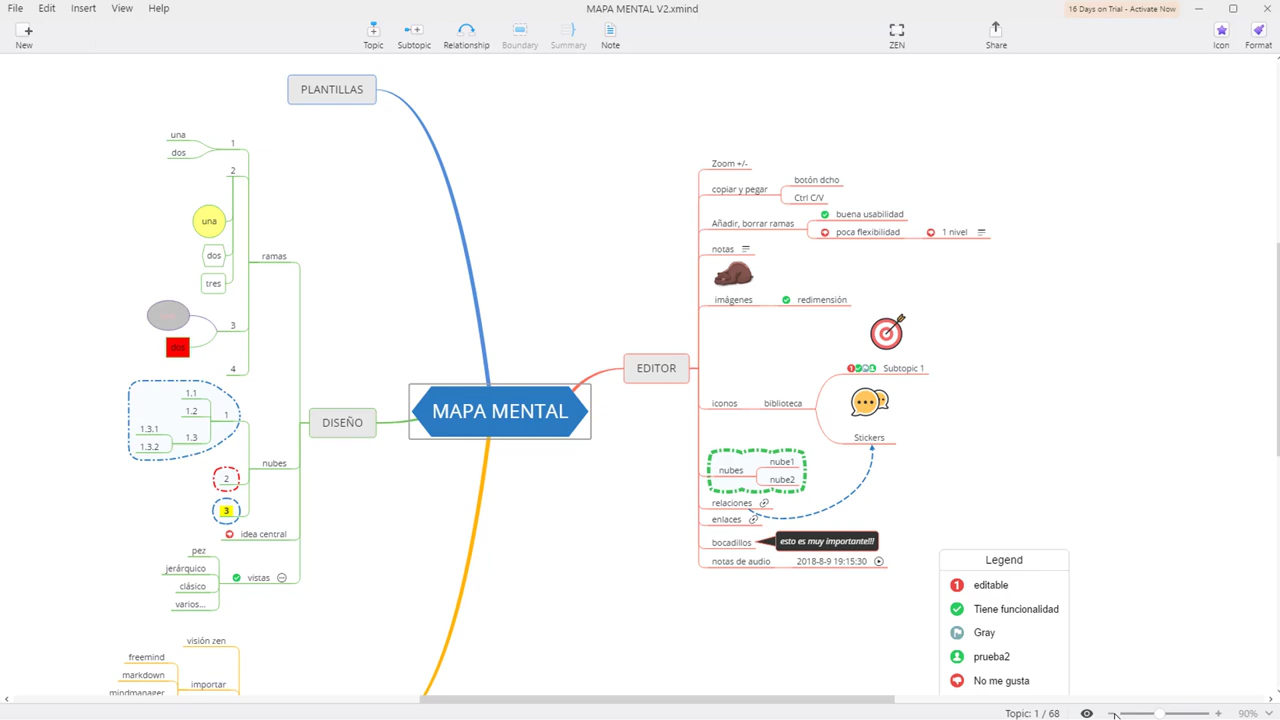 File Edit Insert View Help
MAPA MENTAL V2.xmind
16 Days on Trial - Activate Now
New
Topic
Subtopic
Relationship
Boundary
Summary
Note
ZEN
Share
Icon
Format
PLANTILLAS
una
dos
1
2
una
dos
tres
ramas
3
dos
4
1.1
1.2
1
1.3.1
1.3
1.3.2
nubes
2
3
idea central
DISEÑO
pez
jerárquico
vistas
clásico
varios...
visión zen
freemind
markdown
importar
mindmanager
MAPA MENTAL
EDITOR
Zoom +/-
copiar y pegar
botón dcho
Ctrl C/V
Añadir, borrar ramas
buena usabilidad
poca flexibilidad
1 nivel
notas
imágenes
redimensión
iconos
biblioteca
1
Subtopic 1
Stickers
nubes
nube1
nube2
relaciones
enlaces
bocadillos
esto es muy importante!!!
notas de audio
2018-8-9 19:15:30
Legend
1 editable
Tiene funcionalidad
Gray
prueba2
No me gusta
Topic: 1 / 68
90%